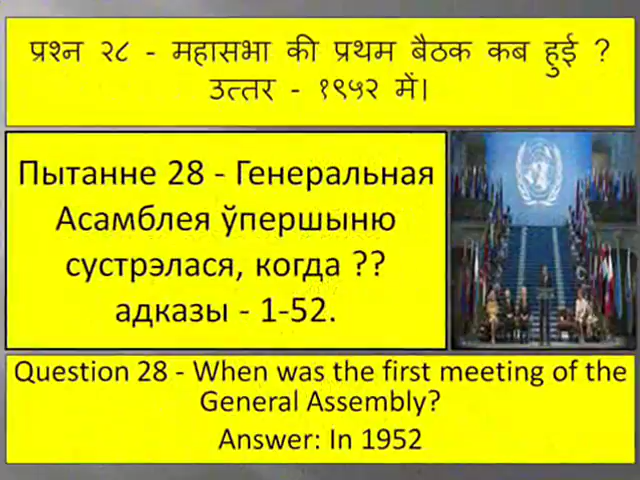 प्रश्न २८ - महासभा की प्रथम बैठक कब हुई ?
उत्तर - १९५२ में।
Пытанне 28 - Генеральная
Асамблея ўпершыню
сустрэлася, когда ??
адказы - 1-52.
Question 28 - When was the first meeting of the
General Assembly?
Answer: In 1952